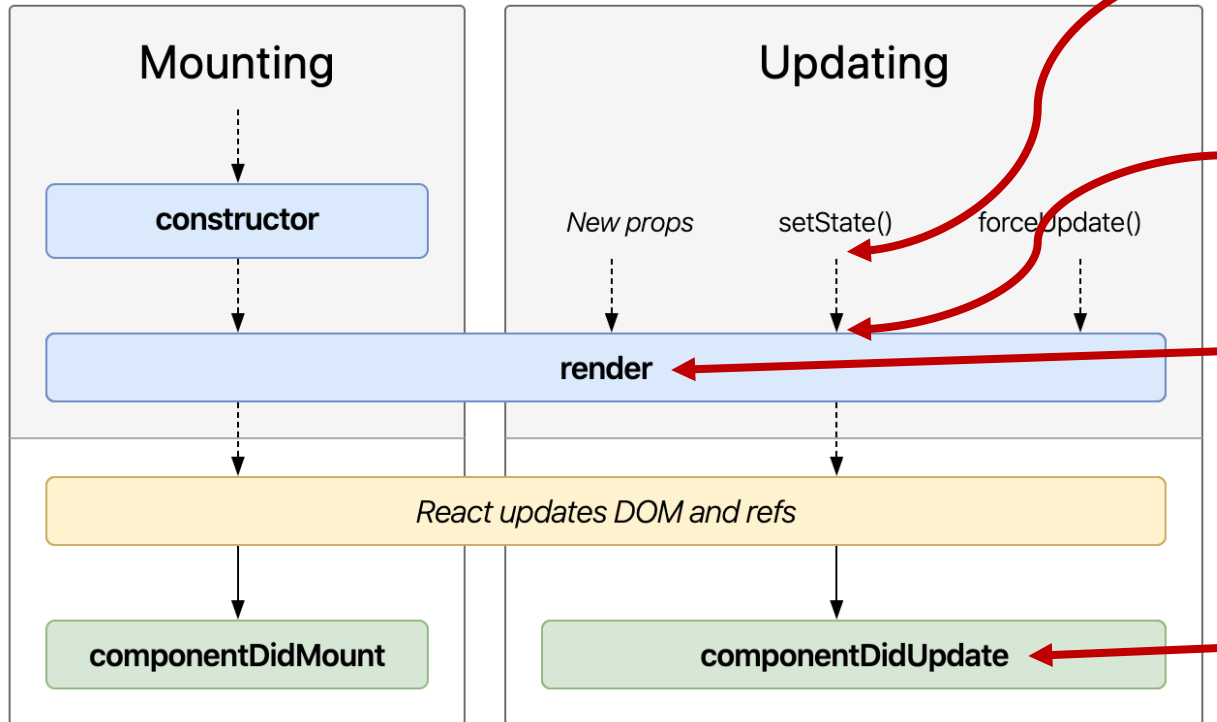 Mounting
Updating
constructor
New props
setState()
forceUpdate()
render
React updates DOM and refs
componentDidMount
componentDidUpdate